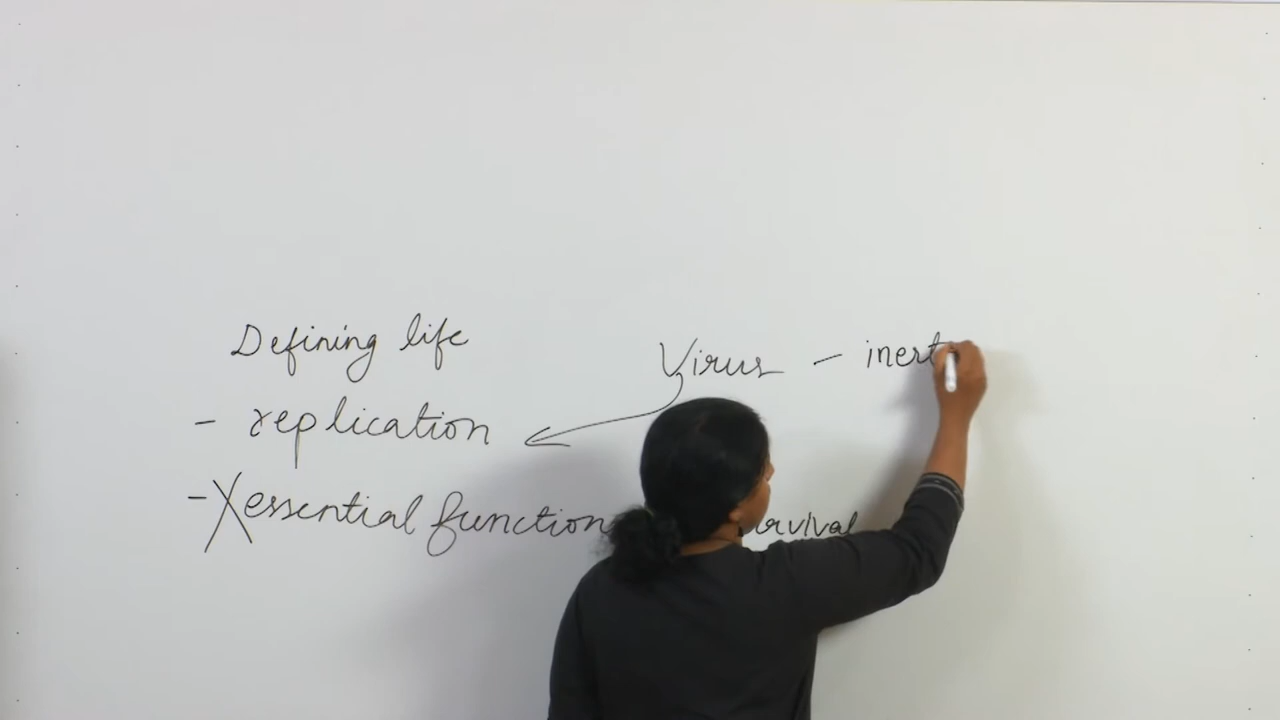 Defining life
Virus – inert
- replication
- X essential function